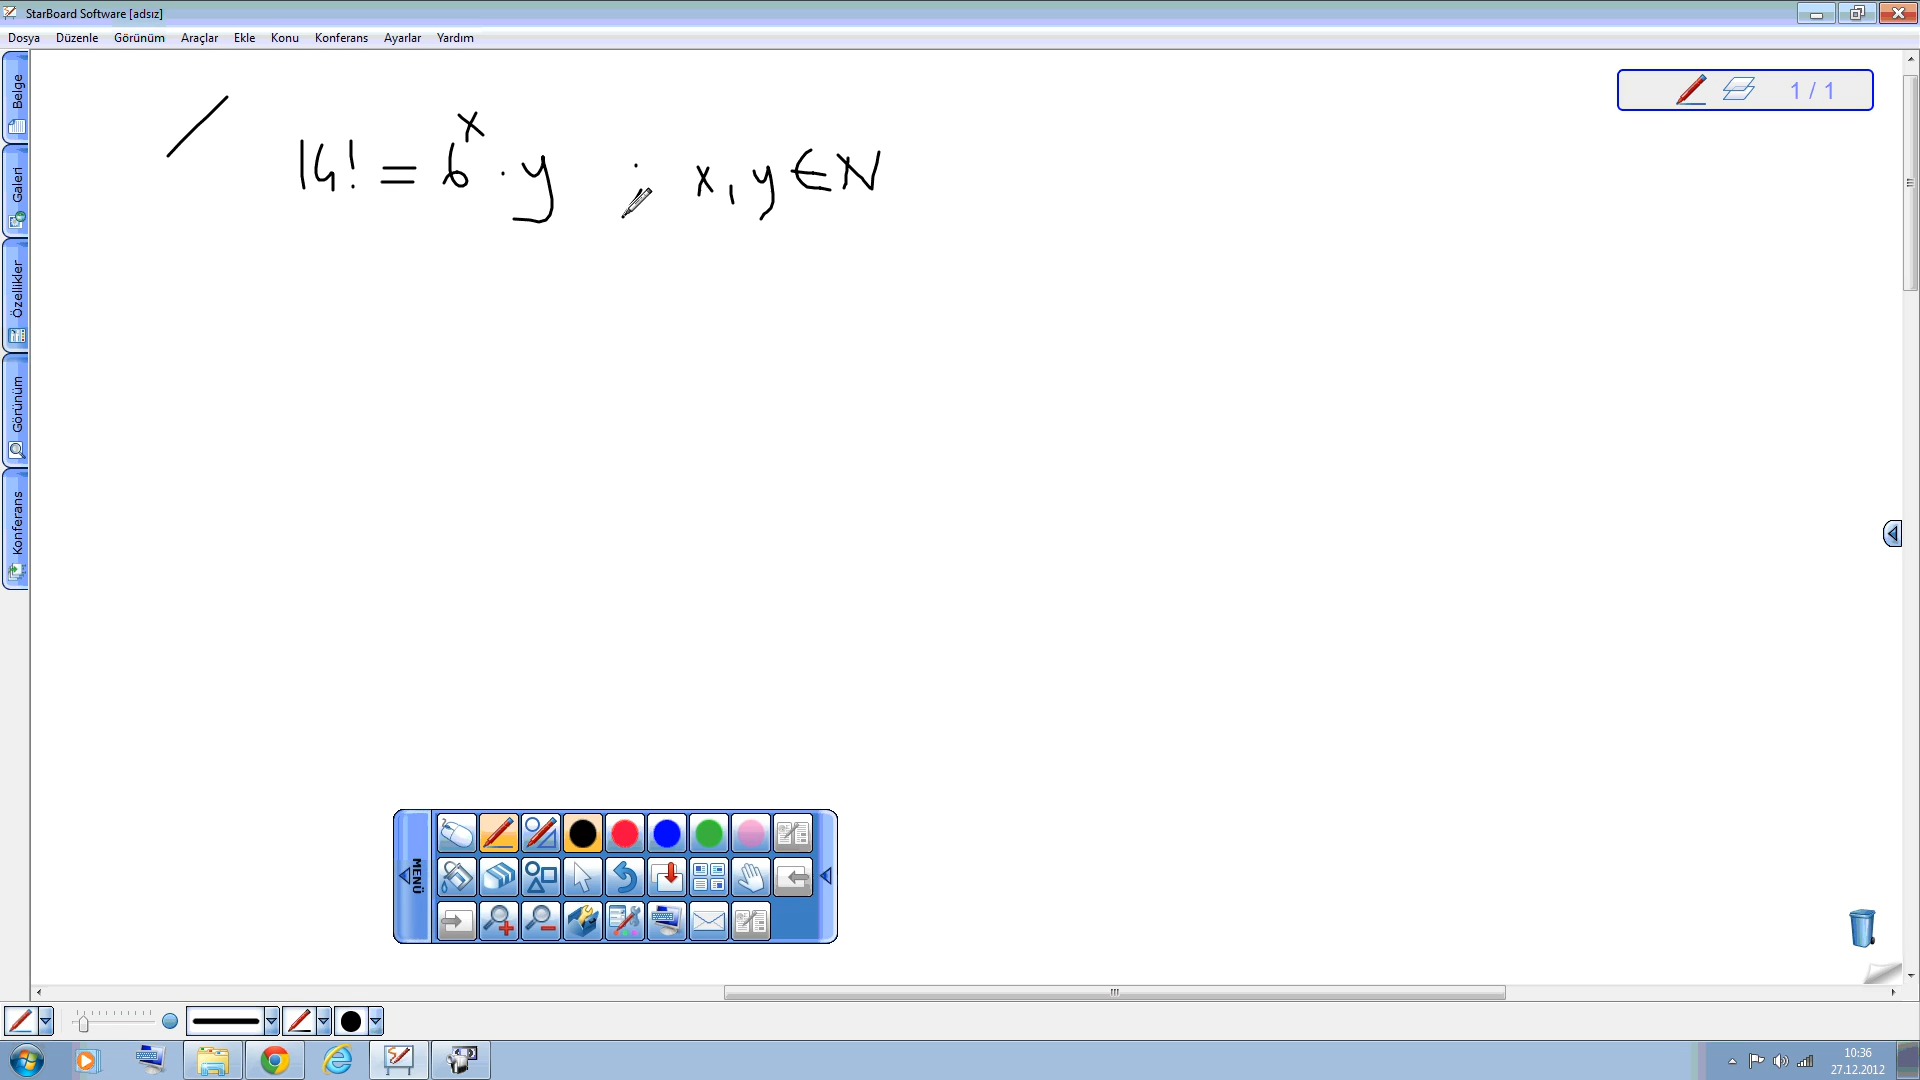 StarBoard Software [adsız]
Dosya Düzenle Görünüm Araçlar Ekle Konu Konferans Ayarlar Yardım
Belge
Galeri
Özellikler
Görünüm
Konferans
1 / 1
14! = 6^x · y ; x, y ∈ N
MENÜ
10:36
27.12.2012